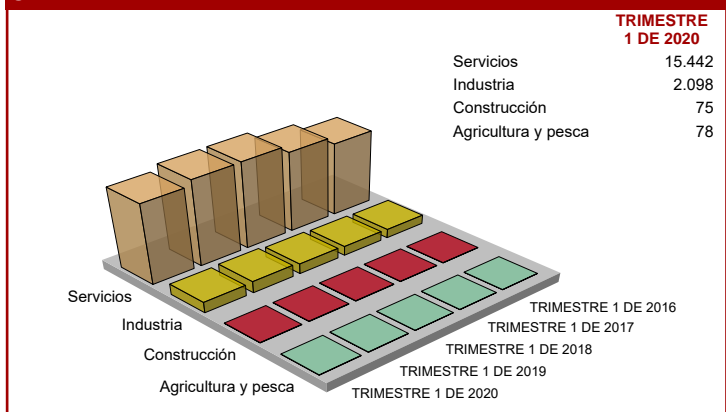 TRIMESTRE
1 DE 2020
Servicios 15.442
Industria 2.098
Construcción 75
Agricultura y pesca 78
Servicios
Industria
Construcción
Agricultura y pesca
TRIMESTRE 1 DE 2016
TRIMESTRE 1 DE 2017
TRIMESTRE 1 DE 2018
TRIMESTRE 1 DE 2019
TRIMESTRE 1 DE 2020